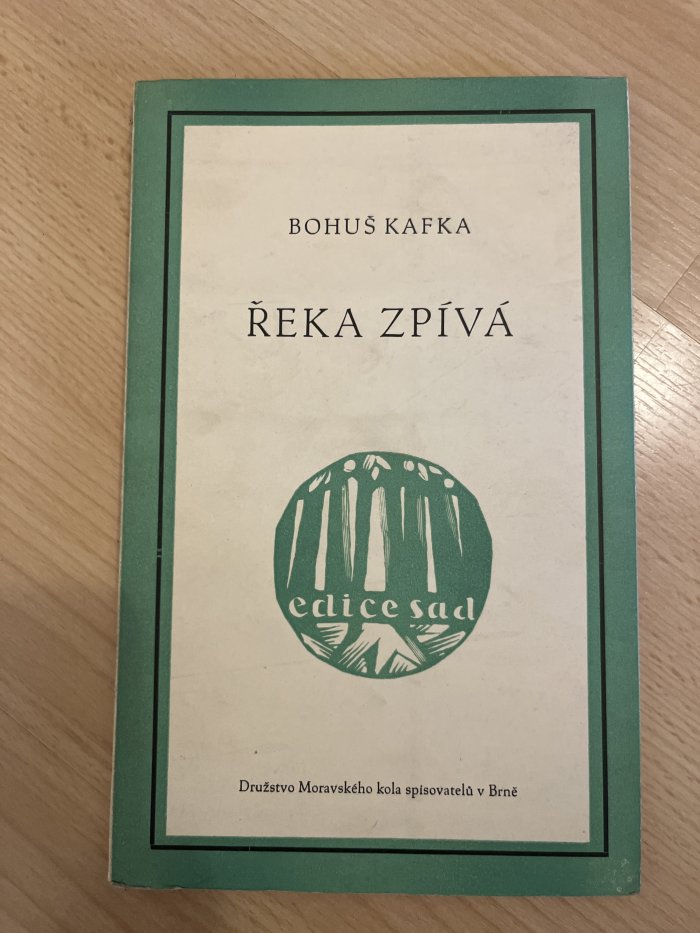 BOHUŠ KAFKA
ŘEKA ZPÍVÁ
edice sad
Družstvo Moravského kola spisovatelů v Brně